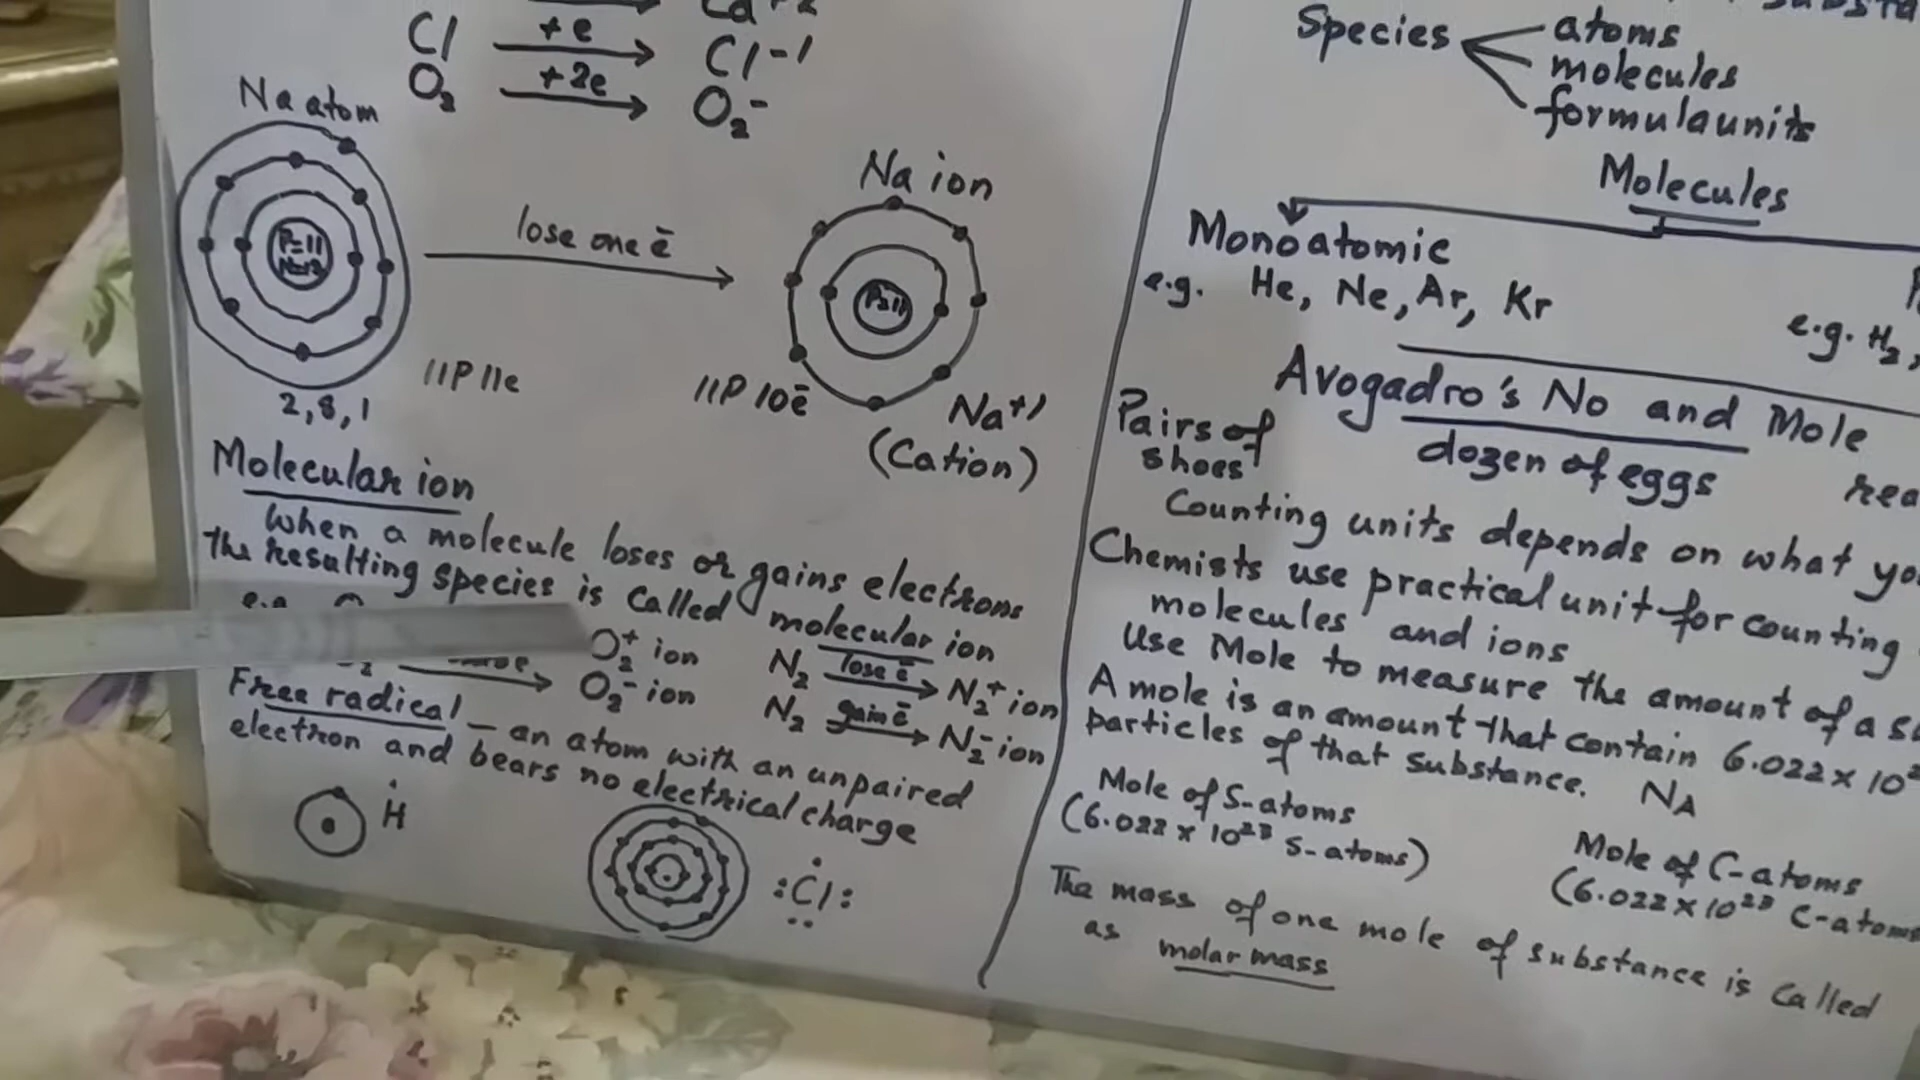 Cl +e Cl-1
O2 +2e O2-
Na atom
P=11
lose one ē
Na ion
P=11
11P 11e
2,8,1
11P 10ē
Na+1
(Cation)
Molecular ion
When a molecule loses or gains electrons
the resulting species is called molecular ion
e.g
O2+ ion
O2- ion
N2 lose ē N2+ ion
N2 gain ē N2- ion
Free radical — an atom with an unpaired
electron and bears no electrical charge
H
:Cl:
Species atoms
molecules
formula units
Molecules
Monoatomic
e.g. He, Ne, Ar, Kr
e.g. H2,
Avogadro's No and Mole
Pairs of shoes
dozen of eggs
Counting units depends on what
Chemists use practical unit for counting
molecules and ions
Use Mole to measure the amount of a
A mole is an amount that contain 6.022 x 10
particles of that substance. NA
Mole of S-atoms
(6.022 x 10²³ S-atoms)
Mole of C-atoms
(6.022 x 10²³ C-atoms
The mass of one mole of substance is called
as molar mass